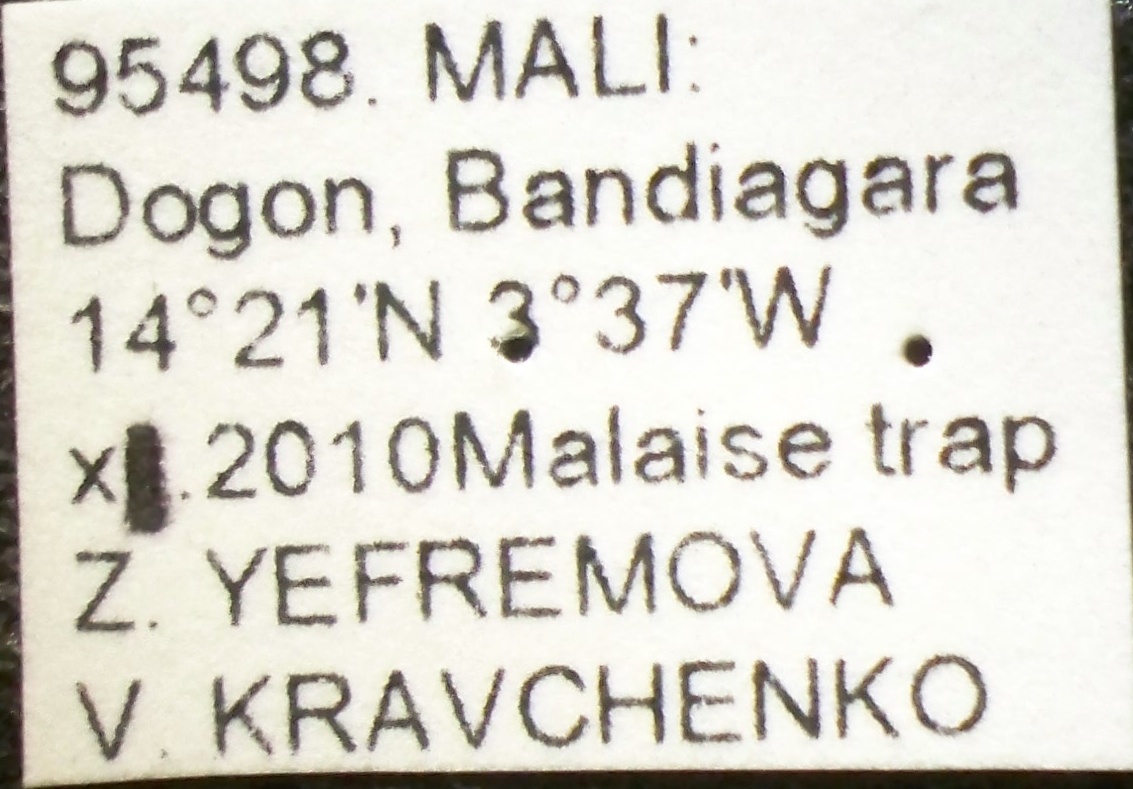 95498. MALI:
Dogon, Bandiagara
14°21'N 3°37'W
x.2010Malaise trap
Z. YEFREMOVA
V. KRAVCHENKO